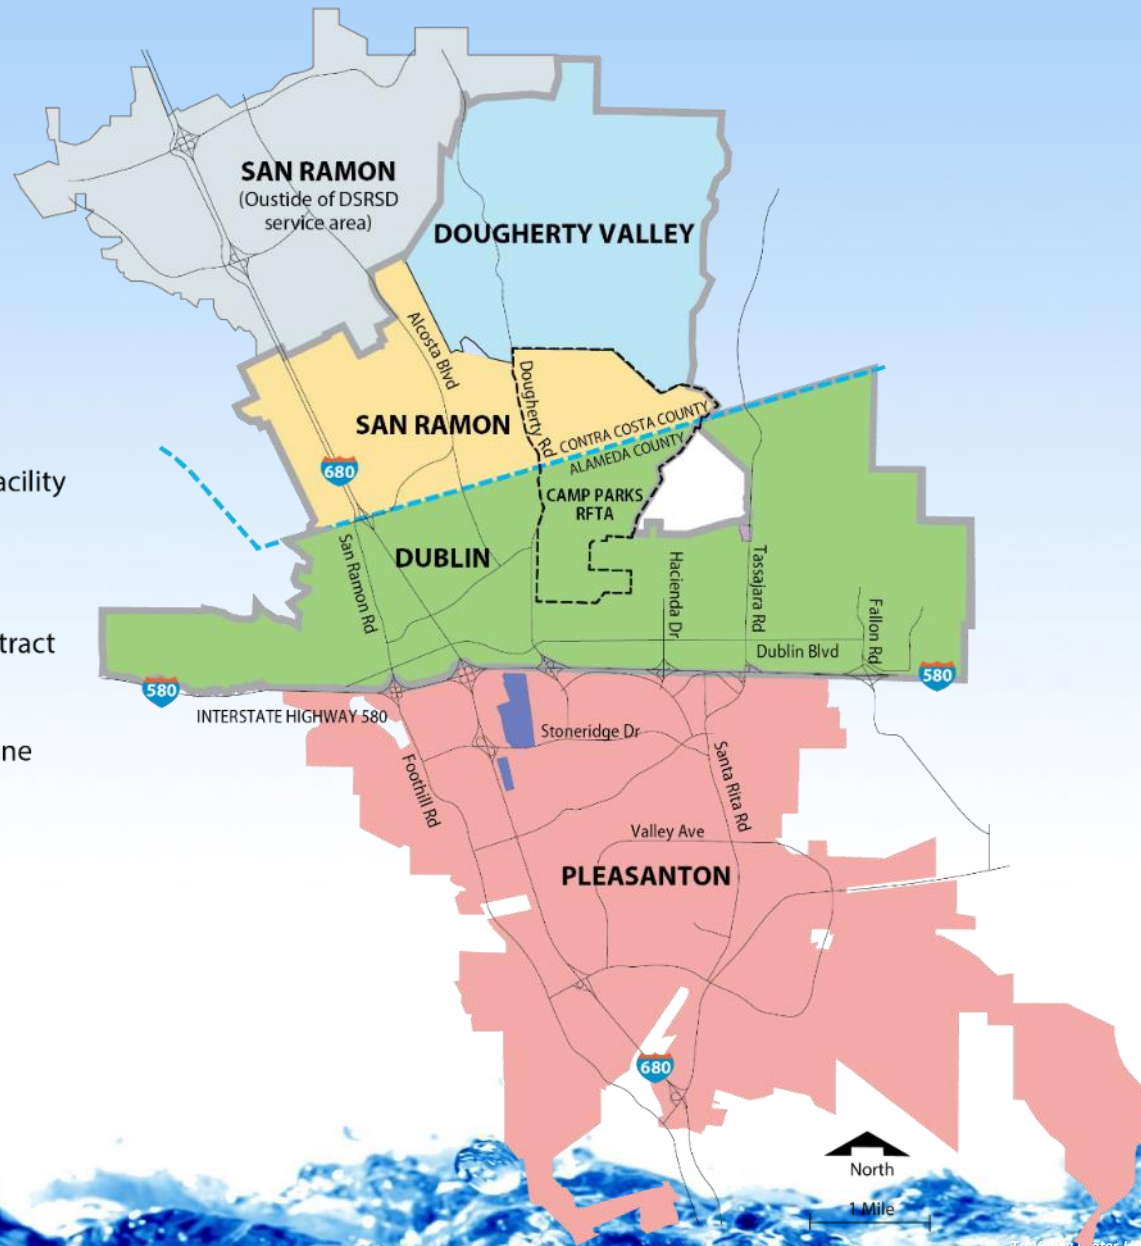 SAN RAMON
(Oustide of DSRSD
service area)
DOUGHERTY VALLEY
Alcosta Blvd
Dougherty Rd
SAN RAMON
CONTRA COSTA COUNTY
ALAMEDA COUNTY
680
acility
CAMP PARKS
RFTA
DUBLIN
San Ramon Rd
Hacienda Dr
Tassajara Rd
Fallon Rd
tract
Dublin Blvd
580
580
INTERSTATE HIGHWAY 580
Stoneridge Dr
ne
Foothill Rd
Santa Rita Rd
Valley Ave
PLEASANTON
680
North
1 Mile